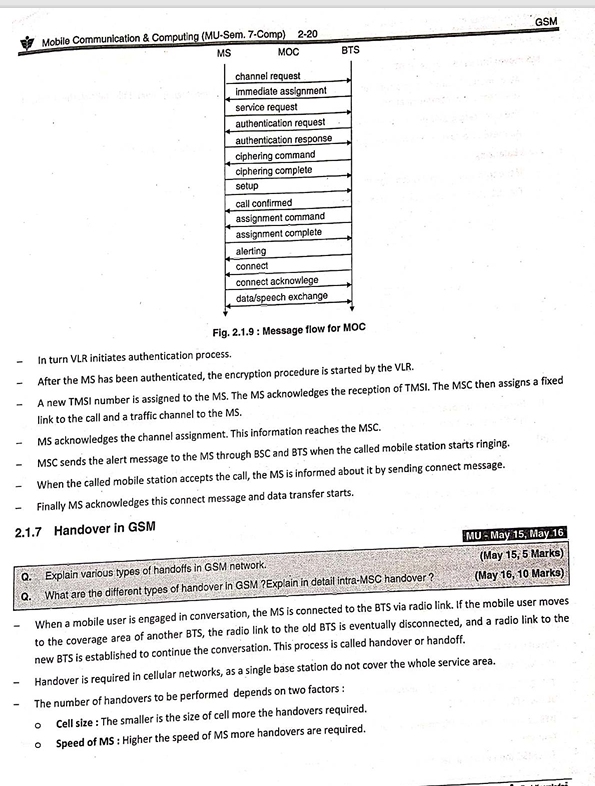 GSM
Mobile Communication & Computing (MU-Sem. 7-Comp) 2-20
MS MOC BTS
channel request
immediate assignment
service request
authentication request
authentication response
ciphering command
ciphering complete
setup
call confirmed
assignment command
assignment complete
alerting
connect
connect acknowlege
data/speech exchange
Fig. 2.1.9 : Message flow for MOC
– In turn VLR initiates authentication process.
– After the MS has been authenticated, the encryption procedure is started by the VLR.
– A new TMSI number is assigned to the MS. The MS acknowledges the reception of TMSI. The MSC then assigns a fixed
link to the call and a traffic channel to the MS.
– MS acknowledges the channel assignment. This information reaches the MSC.
– MSC sends the alert message to the MS through BSC and BTS when the called mobile station starts ringing.
– When the called mobile station accepts the call, the MS is informed about it by sending connect message.
– Finally MS acknowledges this connect message and data transfer starts.
2.1.7 Handover in GSM
MU - May 15, May 16
Q. Explain various types of handoffs in GSM network. (May 15, 5 Marks)
Q. What are the different types of handover in GSM ?Explain in detail intra-MSC handover ? (May 16, 10 Marks)
– When a mobile user is engaged in conversation, the MS is connected to the BTS via radio link. If the mobile user moves
to the coverage area of another BTS, the radio link to the old BTS is eventually disconnected, and a radio link to the
new BTS is established to continue the conversation. This process is called handover or handoff.
– Handover is required in cellular networks, as a single base station do not cover the whole service area.
– The number of handovers to be performed depends on two factors :
o Cell size : The smaller is the size of cell more the handovers required.
o Speed of MS : Higher the speed of MS more handovers are required.